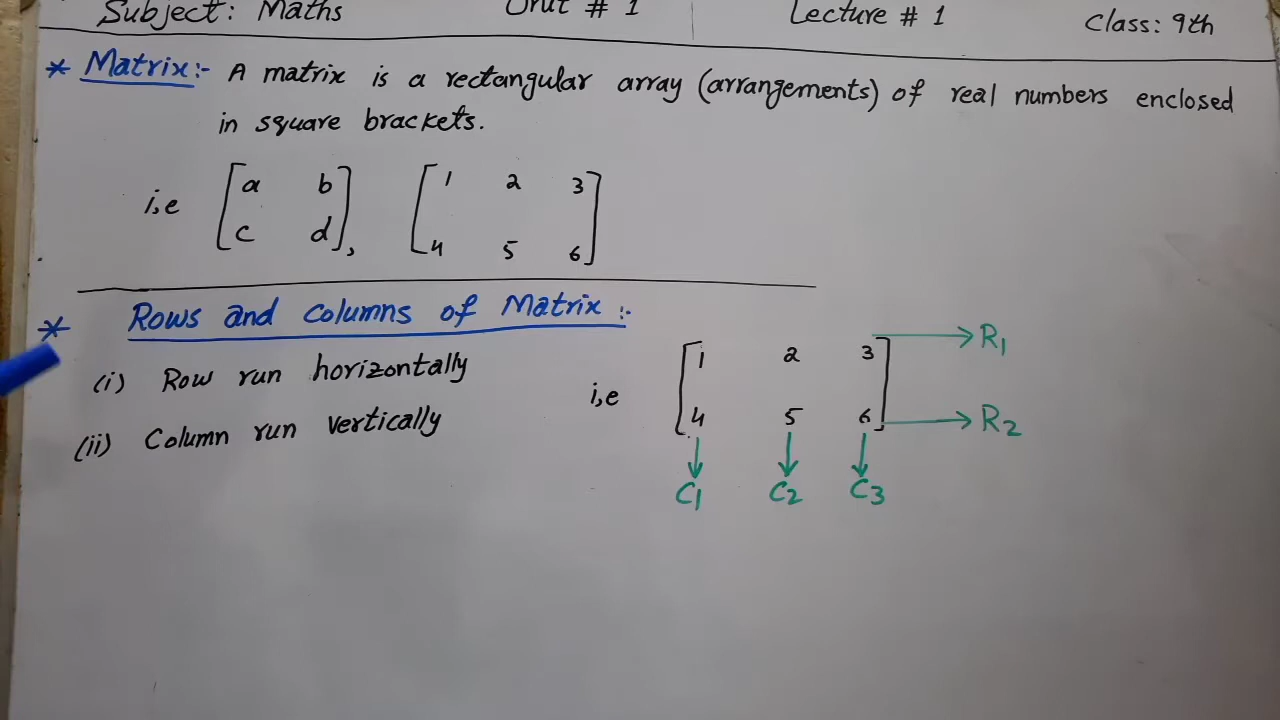 Subject: Maths Unit # 1 Lecture # 1 Class: 9th
* Matrix:- A matrix is a rectangular array (arrangements) of real numbers enclosed
in square brackets.
i,e [a b], [1 2 3]
[c d] [4 5 6]
* Rows and columns of Matrix:-
(i) Row run horizontally
(ii) Column run vertically
i,e [1 2 3] → R1
[4 5 6] → R2
↓ ↓ ↓
C1 C2 C3